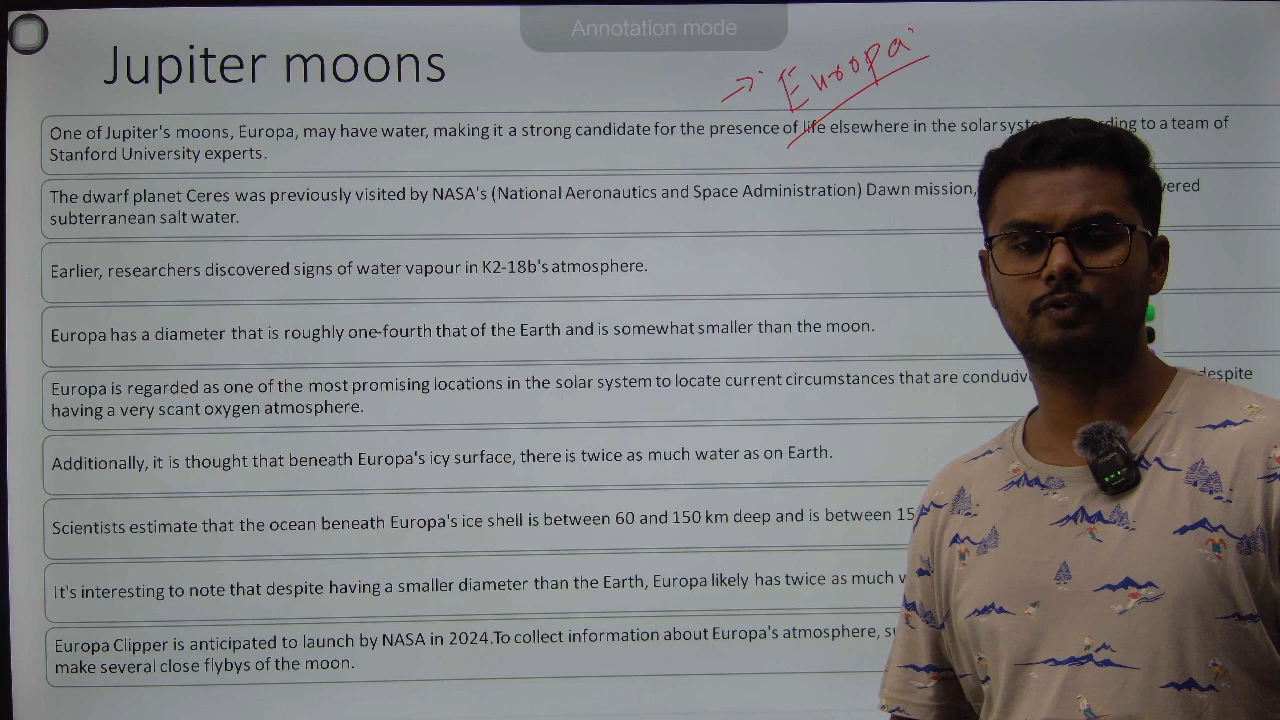 Annotation mode
Jupiter moons
→ Europa
One of Jupiter's moons, Europa, may have water, making it a strong candidate for the presence of life elsewhere in the solar to a team of
Stanford University experts.
The dwarf planet Ceres was previously visited by NASA's (National Aeronautics and Space Administration) Dawn mission,
subterranean salt water.
Earlier, researchers discovered signs of water vapour in K2-18b's atmosphere.
Europa has a diameter that is roughly one-fourth that of the Earth and is somewhat smaller than the moon.
Europa is regarded as one of the most promising locations in the solar system to locate current circumstances that are despite
having a very scant oxygen atmosphere.
Additionally, it is thought that beneath Europa's icy surface, there is twice as much water as on Earth.
Scientists estimate that the ocean beneath Europa's ice shell is between 60 and 150 km deep and is between 15
It's interesting to note that despite having a smaller diameter than the Earth, Europa likely has twice as much
Europa Clipper is anticipated to launch by NASA in 2024.To collect information about Europa's atmosphere,
make several close flybys of the moon.